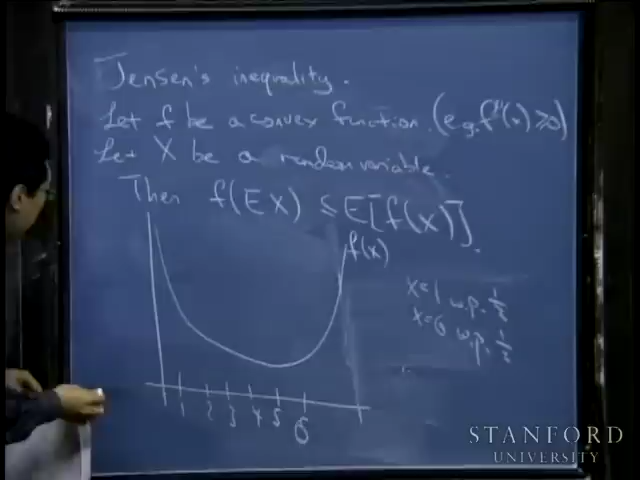 Jensen's inequality.
Let f be a convex function. (e.g. f''(x) ≥ 0)
Let X be a random variable.
Then f(EX) ≤ E[f(X)].
f(x)
x=1 w.p. 1/2
x=6 w.p. 1/2
1 2 3 4 5 6
STANFORD
UNIVERSITY